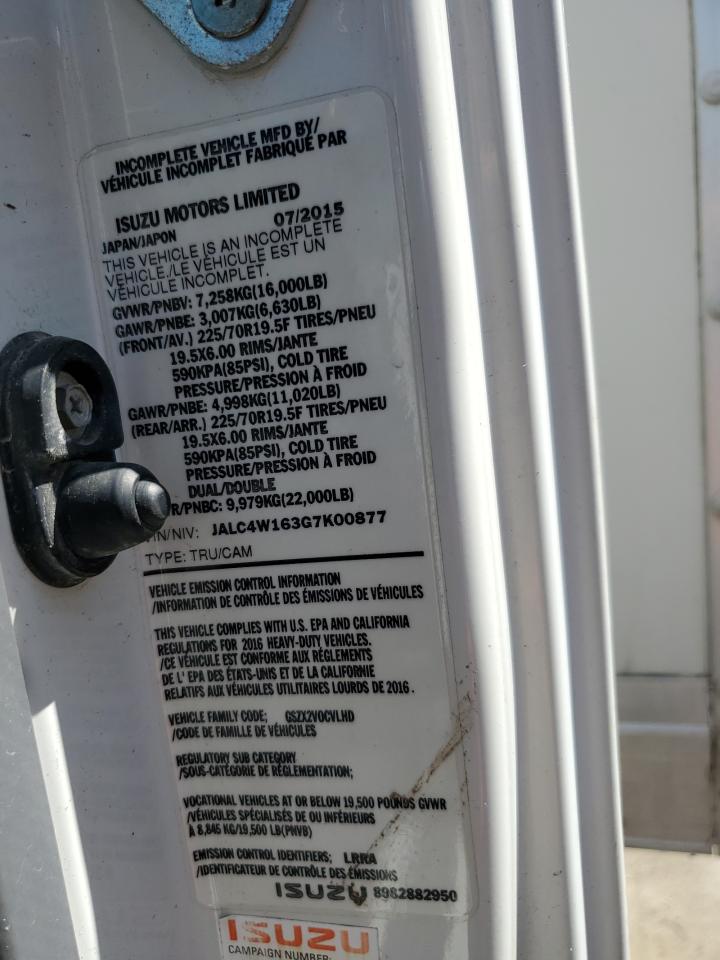 INCOMPLETE VEHICLE MFD BY/
VÉHICULE INCOMPLET FABRIQUÉ PAR
ISUZU MOTORS LIMITED
JAPAN/JAPON 07/2015
THIS VEHICLE IS AN INCOMPLETE
VEHICLE./LE VÉHICULE EST UN
VÉHICULE INCOMPLET.
GVWR/PNBV: 7,258KG(16,000LB)
GAWR/PNBE: 3,007KG(6,630LB)
(FRONT/AV.) 225/70R19.5F TIRES/PNEU
19.5X6.00 RIMS/JANTE
590KPA(85PSI), COLD TIRE
PRESSURE/PRESSION À FROID
GAWR/PNBE: 4,998KG(11,020LB)
(REAR/ARR.) 225/70R19.5F TIRES/PNEU
19.5X6.00 RIMS/JANTE
590KPA(85PSI), COLD TIRE
PRESSURE/PRESSION À FROID
DUAL/DOUBLE
R/PNBC: 9,979KG(22,000LB)
IN/NIV: JALC4W163G7K00877
TYPE: TRU/CAM
VEHICLE EMISSION CONTROL INFORMATION
/INFORMATION DE CONTRÔLE DES ÉMISSIONS DE VÉHICULES
THIS VEHICLE COMPLIES WITH U.S. EPA AND CALIFORNIA
REGULATIONS FOR 2016 HEAVY-DUTY VEHICLES.
/CE VÉHICULE EST CONFORME AUX RÈGLEMENTS
DE L' EPA DES ÉTATS-UNIS ET DE LA CALIFORNIE
RELATIFS AUX VÉHICULES UTILITAIRES LOURDS DE 2016.
VEHICLE FAMILY CODE: GSZX2VOCVLHD
/CODE DE FAMILLE DE VÉHICULES
REGULATORY SUB CATEGORY
/SOUS-CATÉGORIE DE RÉGLEMENTATION;
VOCATIONAL VEHICLES AT OR BELOW 19,500 POUNDS GVWR
/VÉHICULES SPÉCIALISÉS DE OU INFÉRIEURS
À 8,845 KG/19,500 LB(PNVB)
EMISSION CONTROL IDENTIFIERS; LRRA
/IDENTIFICATEUR DE CONTRÔLE DES ÉMISSIONS
ISUZU 8982882950
ISUZU
CAMPAIGN NUMBER: